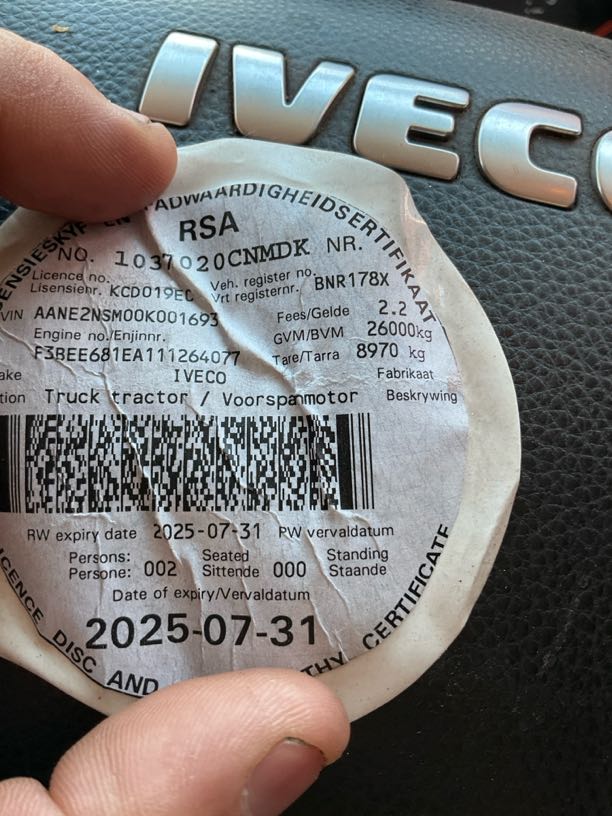 IVECO
ADWAARDIGHEIDSERTIFIKAAT
RSA
NO. 1037020CNMDK NR.
Licence no. Veh. register no.
Lisensienr. KCD019EC Vrt registernr. BNR178X
VIN AANE2NSM00K001693 Fees/Gelde 2.2
Engine no./Enjinnr. GVM/BVM 26000kg
F3BEE681EA111264077 Tare/Tarra 8970 kg
ake IVECO Fabrikaat
tion Truck tractor / Voorspanmotor Beskrywing
RW expiry date 2025-07-31 PW vervaldatum
Persons: Seated Standing
Persone: 002 Sittende 000 Staande
Date of expiry/Vervaldatum
2025-07-31
ICENCE DISC AND THY CERTIFICATE